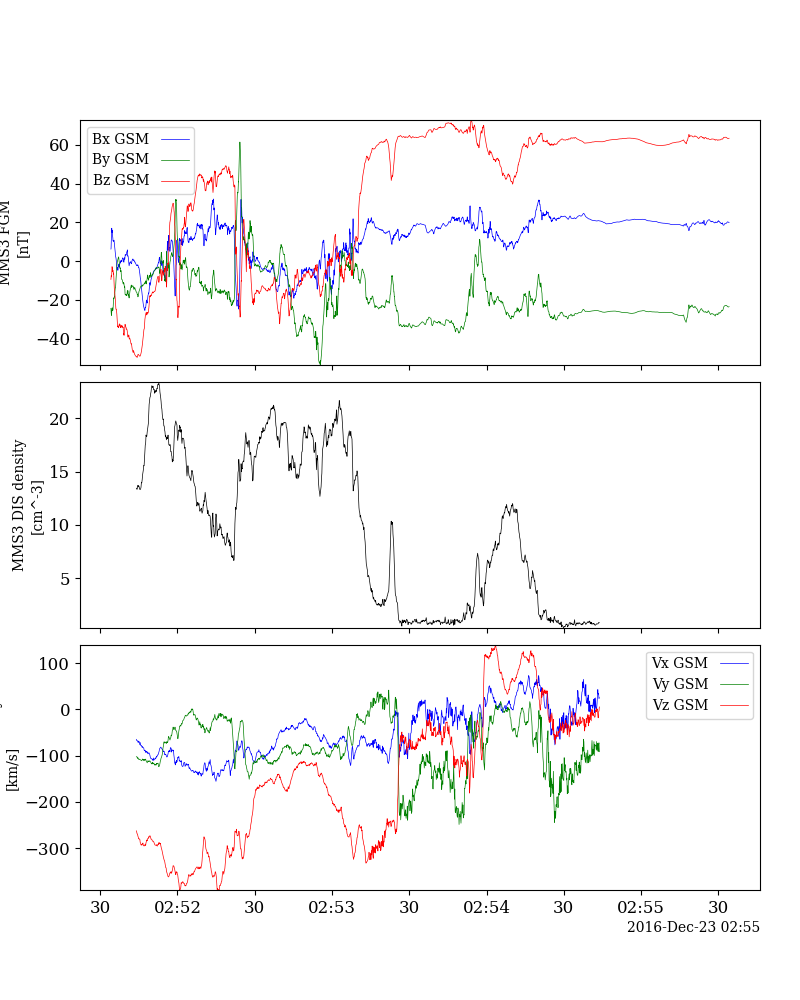 MMS3 FGM
[nT]
60
40
20
0
−20
−40
Bx GSM
By GSM
Bz GSM
MMS3 DIS density
[cm^-3]
20
15
10
5
[km/s]
100
0
−100
−200
−300
Vx GSM
Vy GSM
Vz GSM
30 02:52 30 02:53 30 02:54 30 02:55 30
2016-Dec-23 02:55